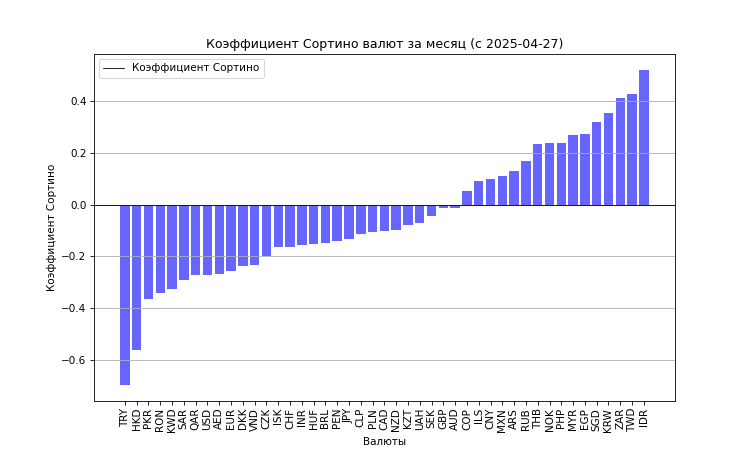 Коэффициент Сортино валют за месяц (с 2025-04-27)
Коэффициент Сортино
Коэффициент Сортино
0.4
0.2
0.0
−0.2
−0.4
−0.6
TRY HKD PKR RON KWD SAR QAR USD AED EUR DKK VND CZK ISK CHF INR HUF BRL PEN JPY CLP PLN CAD NZD KZT UAH SEK GBP AUD COP ILS CNY MXN ARS RUB THB NOK PHP MYR EGP SGD KRW ZAR TWD IDR
Валюты